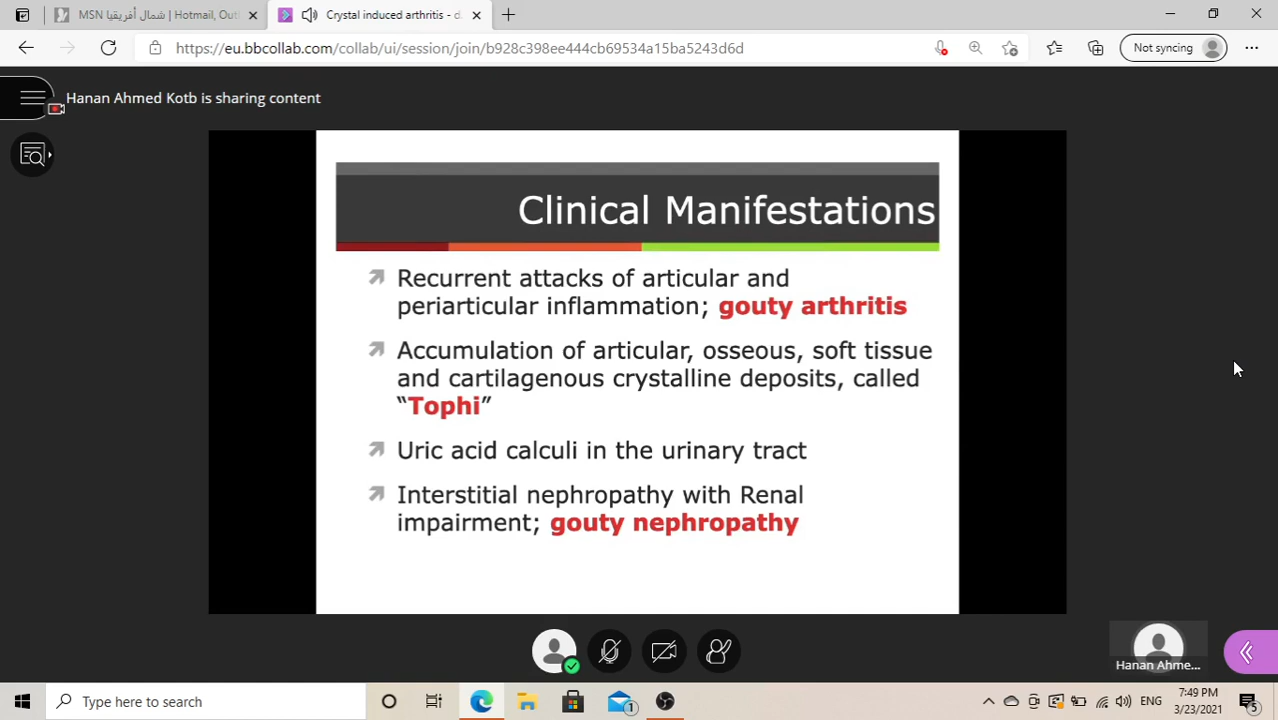 MSN شمال أفريقيا | Hotmail, Outl
Crystal induced arthritis - d
https://eu.bbcollab.com/collab/ui/session/join/b928c398ee444cb69534a15ba5243d6d
Not syncing
Hanan Ahmed Kotb is sharing content
Clinical Manifestations
Recurrent attacks of articular and
periarticular inflammation; gouty arthritis
Accumulation of articular, osseous, soft tissue
and cartilagenous crystalline deposits, called
“Tophi”
Uric acid calculi in the urinary tract
Interstitial nephropathy with Renal
impairment; gouty nephropathy
Hanan Ahme...
Type here to search
1
ENG
7:49 PM
3/23/2021
5